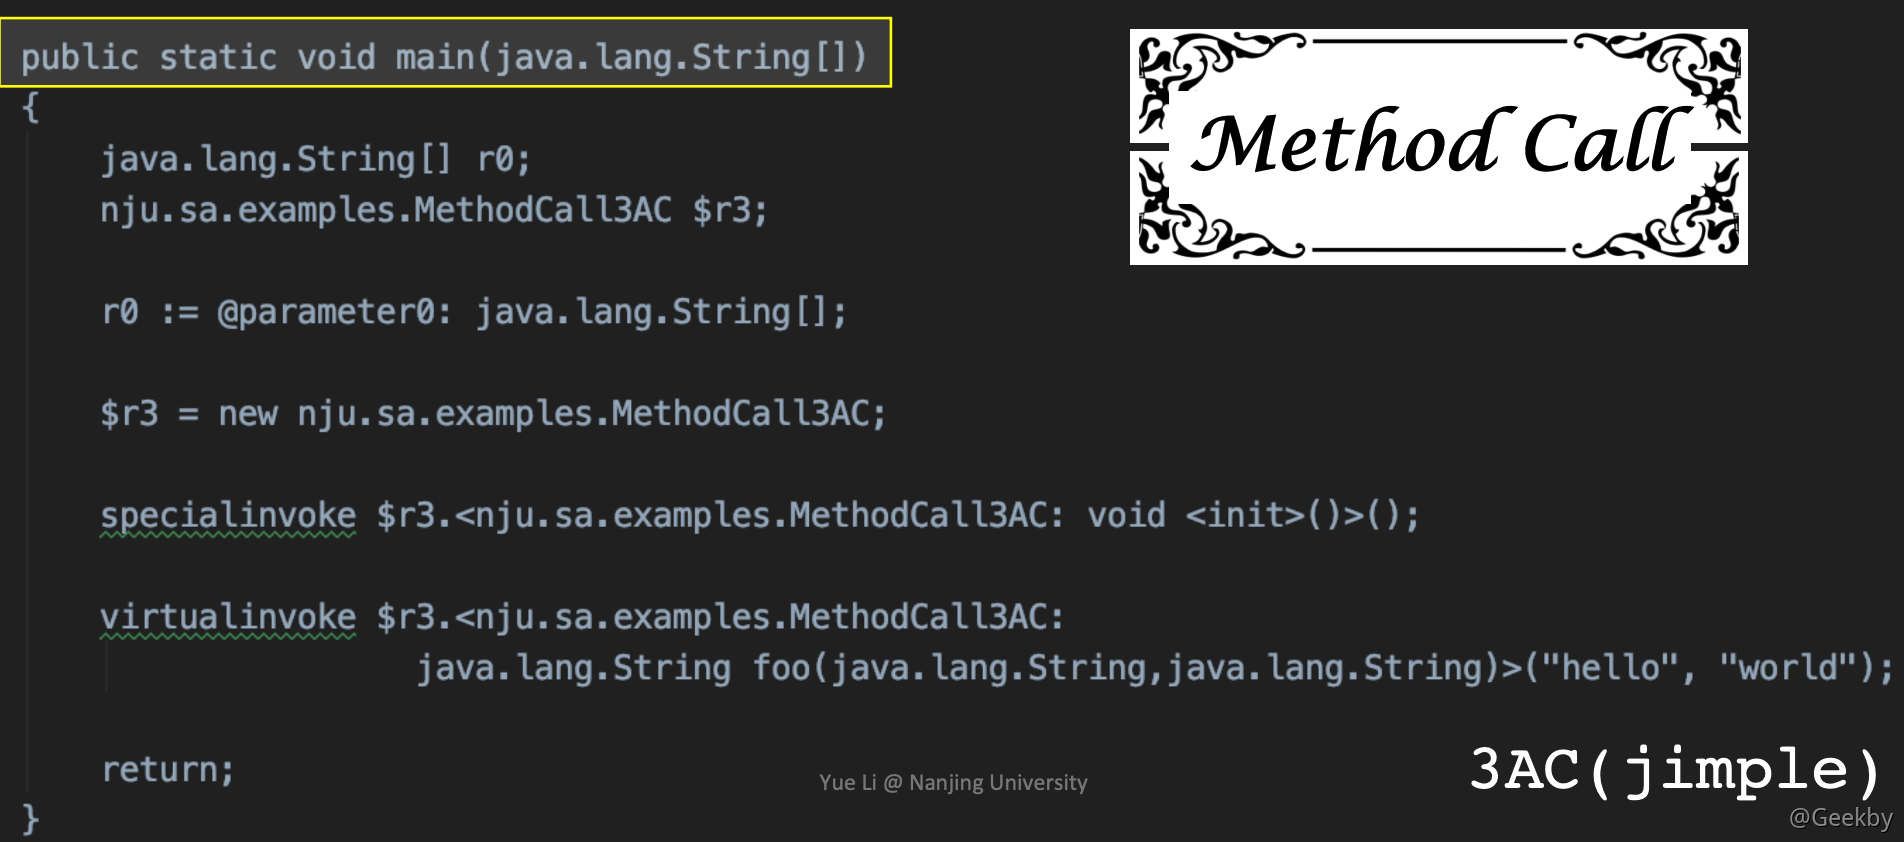 public static void main(java.lang.String[])
{
Method Call
java.lang.String[] r0;
nju.sa.examples.MethodCall3AC $r3;
r0 := @parameter0: java.lang.String[];
$r3 = new nju.sa.examples.MethodCall3AC;
specialinvoke $r3.<nju.sa.examples.MethodCall3AC: void <init>()>();
virtualinvoke $r3.<nju.sa.examples.MethodCall3AC:
java.lang.String foo(java.lang.String,java.lang.String)>("hello", "world");
return;
}
Yue Li @ Nanjing University
3AC(jimple)
@Geekby